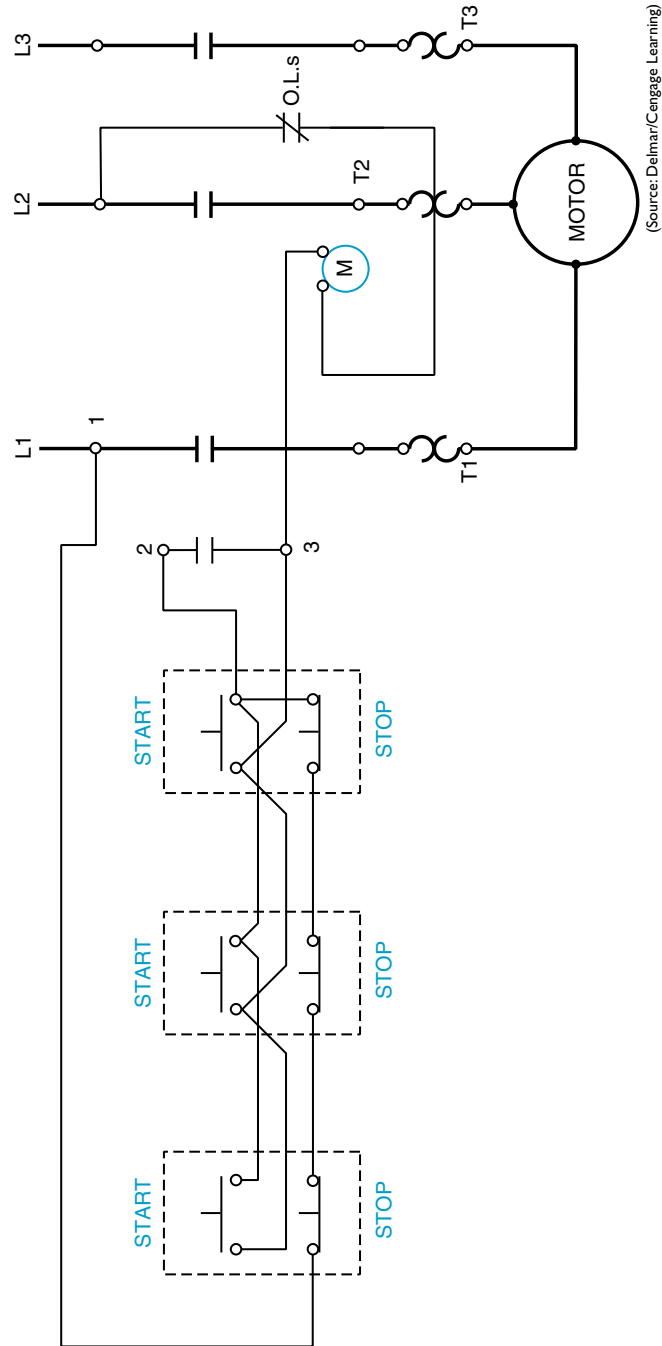 START
STOP
START
STOP
START
STOP
2
3
L1
1
T1
M
L2
T2
O.L.s
L3
T3
MOTOR
(Source: Delmar/Cengage Learning)